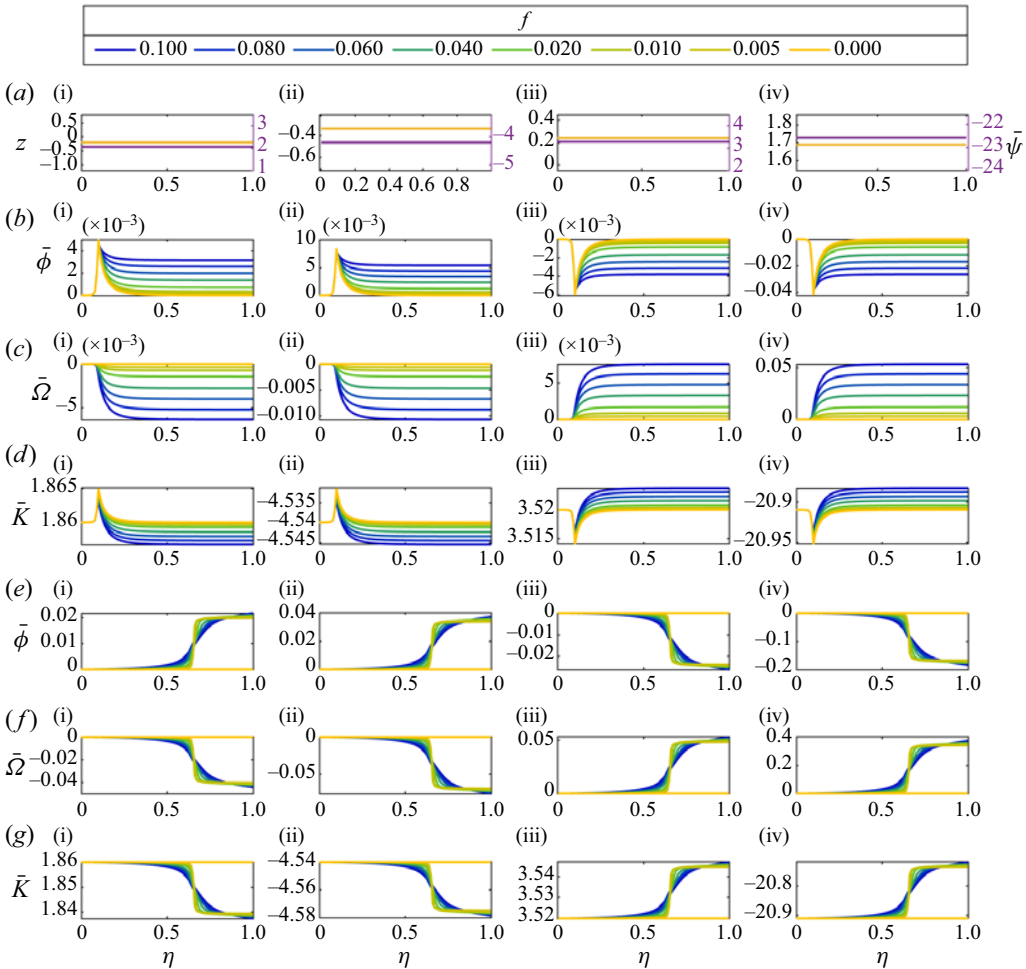 f
0.100 0.080 0.060 0.040 0.020 0.010 0.005 0.000
(a) (i) (ii) (iii) (iv)
z 0.5 0 −0.5 −1.0 3 2 1 −0.4 −0.6 −4 −5 0.4 0.2 0 4 3 2 1.8 1.7 1.6 −22 −23 −24 ψ̄
0 0.5 1.0 0 0.2 0.4 0.6 0.8 0 0.5 1.0 0 0.5 1.0
(b) (i) (×10−3) (ii) (×10−3) (iii) (×10−3) (iv)
ϕ̄ 4 2 0 10 5 0 0 −2 −4 −6 0 −0.02 −0.04
0 0.5 1.0 0 0.5 1.0 0 0.5 1.0 0 0.5 1.0
(c) (i) (×10−3) (ii) (iii) (×10−3) (iv)
Ω̄ 0 −5 0 −0.005 −0.010 5 0 0.05 0
0 0.5 1.0 0 0.5 1.0 0 0.5 1.0 0 0.5 1.0
(d) (i) (ii) (iii) (iv)
K̄ 1.865 1.86 −4.535 −4.54 −4.545 3.52 3.515 −20.9 −20.95
0 0.5 1.0 0 0.5 1.0 0 0.5 1.0 0 0.5 1.0
(e) (i) (ii) (iii) (iv)
ϕ̄ 0.02 0.01 0 0.04 0.02 0 0 −0.01 −0.02 0 −0.1 −0.2
0 0.5 1.0 0 0.5 1.0 0 0.5 1.0 0 0.5 1.0
(f) (i) (ii) (iii) (iv)
Ω̄ 0 −0.02 −0.04 0 −0.05 0.05 0 0.4 0.2 0
0 0.5 1.0 0 0.5 1.0 0 0.5 1.0 0 0.5 1.0
(g) (i) (ii) (iii) (iv)
K̄ 1.86 1.85 1.84 −4.54 −4.56 −4.58 3.54 3.53 3.52 −20.8 −20.9
0 0.5 1.0 0 0.5 1.0 0 0.5 1.0 0 0.5 1.0
η η η η